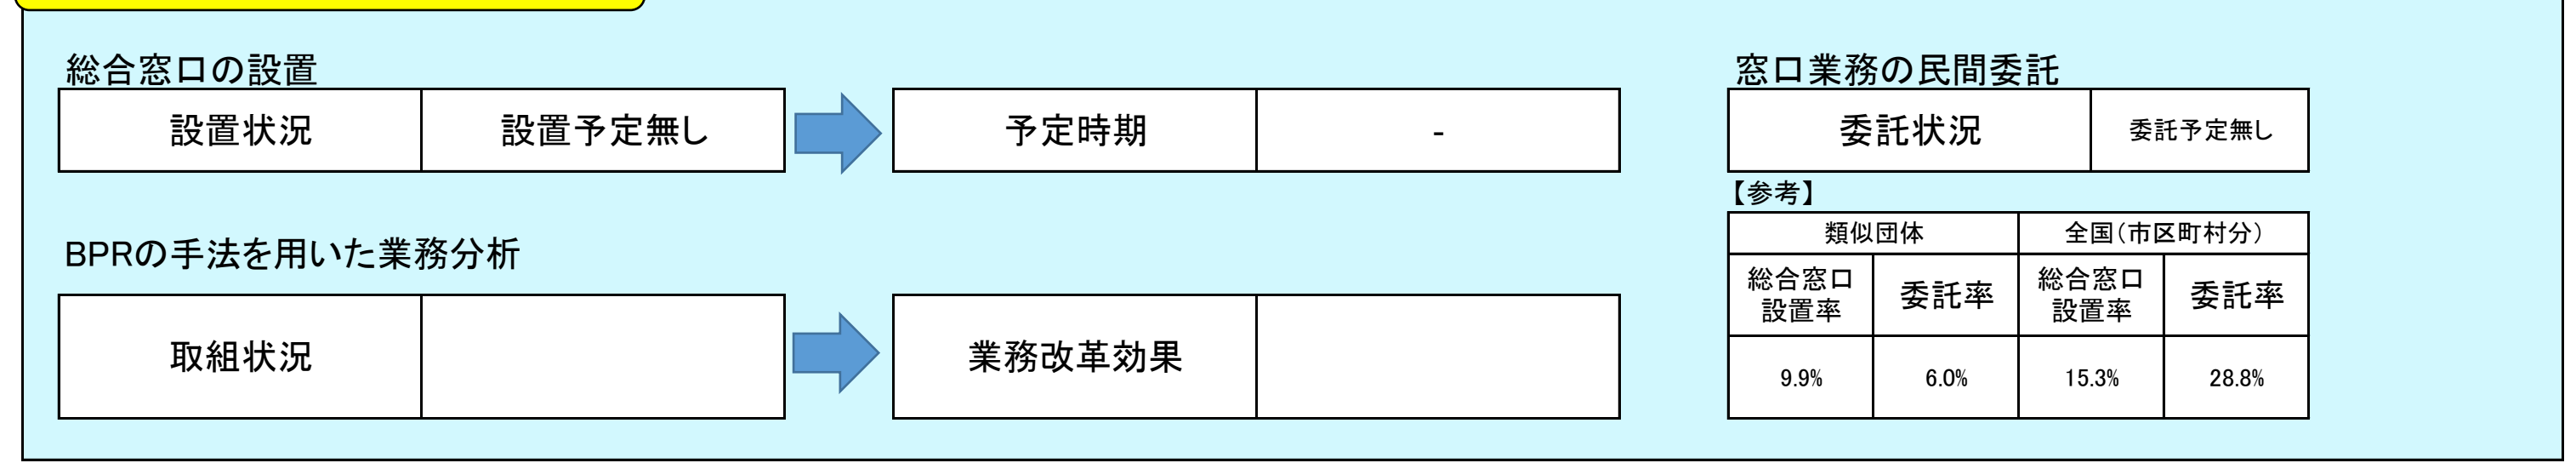 総合窓口の設置
設置状況 設置予定無し 予定時期 -
BPRの手法を用いた業務分析
取組状況 業務改革効果
窓口業務の民間委託
委託状況 委託予定無し
【参考】
類似団体 全国(市区町村分)
総合窓口
設置率
委託率
総合窓口
設置率
委託率
9.9% 6.0% 15.3% 28.8%